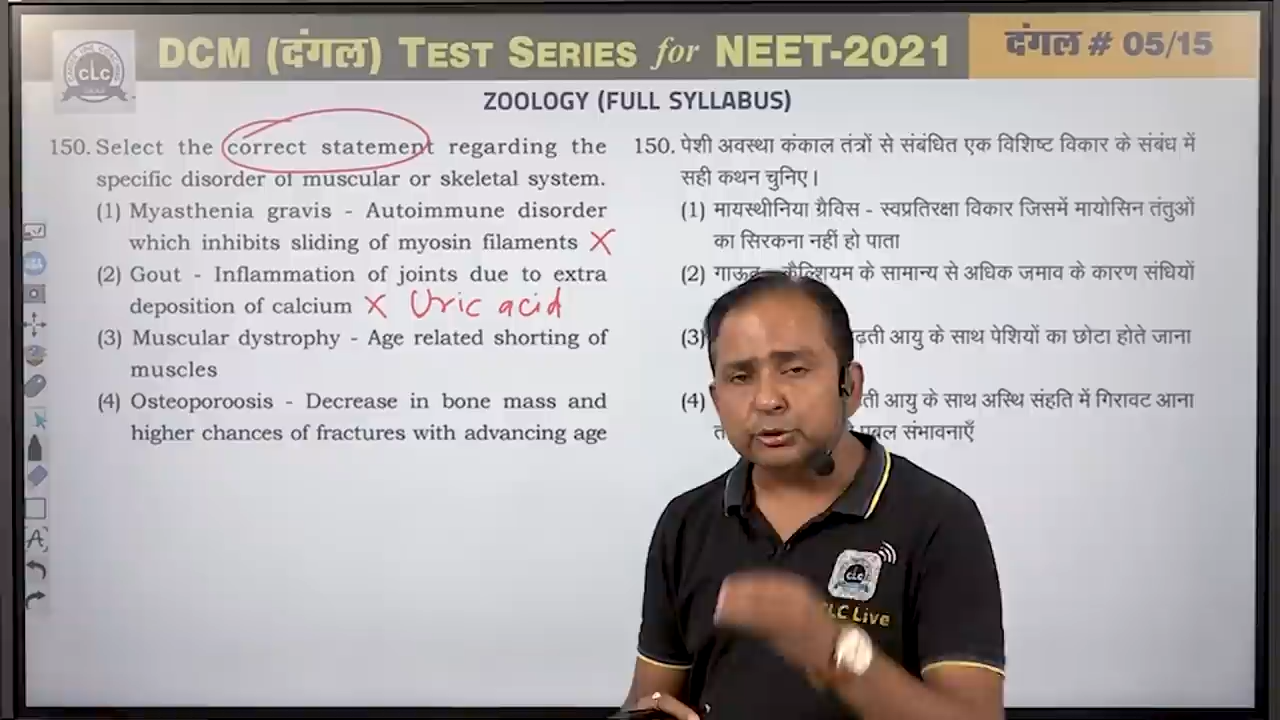 DCM (दंगल) TEST SERIES for NEET-2021
दंगल # 05/15
CLC
ZOOLOGY (FULL SYLLABUS)
150. Select the correct statement regarding the
specific disorder of muscular or skeletal system.
(1) Myasthenia gravis - Autoimmune disorder
which inhibits sliding of myosin filaments X
(2) Gout - Inflammation of joints due to extra
deposition of calcium X Uric acid
(3) Muscular dystrophy - Age related shorting of
muscles
(4) Osteoporoosis - Decrease in bone mass and
higher chances of fractures with advancing age
150. पेशी अवस्था कंकाल तंत्रों से संबंधित एक विशिष्ट विकार के संबंध में
सही कथन चुनिए।
(1) मायस्थीनिया ग्रैविस - स्वप्रतिरक्षा विकार जिसमें मायोसिन तंतुओं
का सिरकना नहीं हो पाता
(2) गाऊट - कैल्शियम के सामान्य से अधिक जमाव के कारण संधियों
(3) आयु के साथ पेशियों का छोटा होते जाना
(4) आयु के साथ अस्थि संहति में गिरावट आना
प्रबल संभावनाएँ
CLC
LC Live